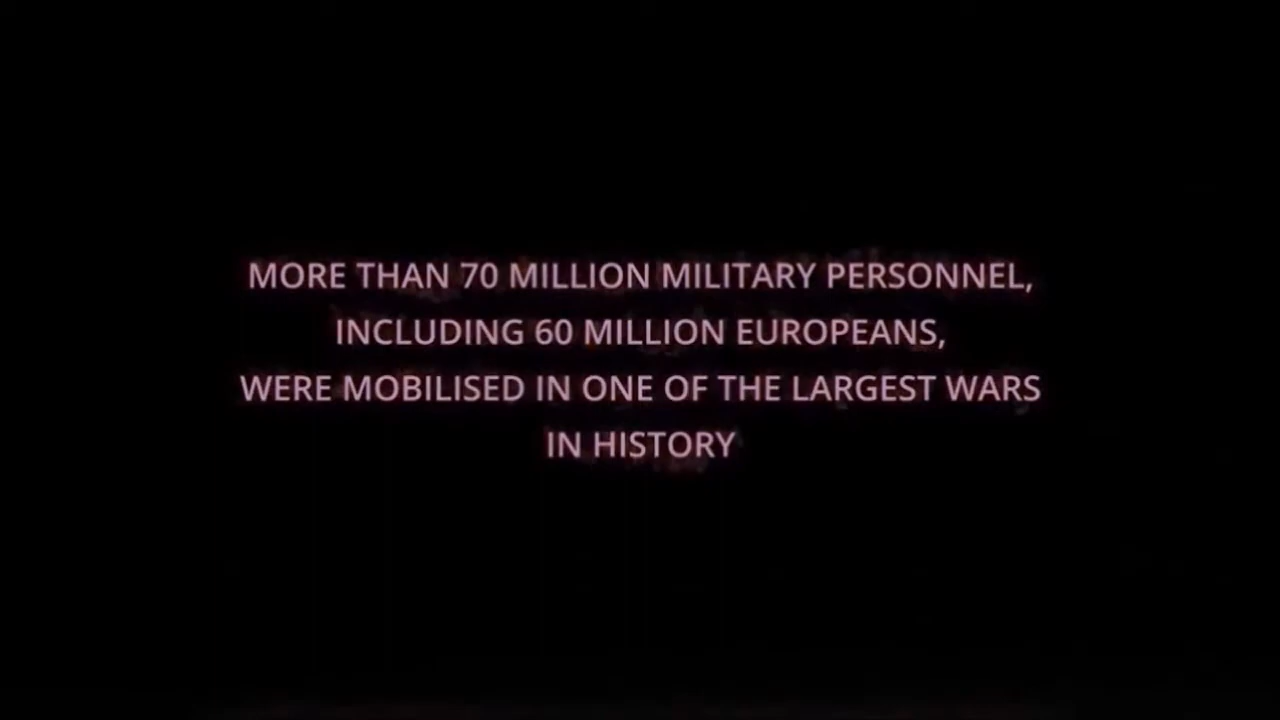 MORE THAN 70 MILLION MILITARY PERSONNEL,
INCLUDING 60 MILLION EUROPEANS,
WERE MOBILISED IN ONE OF THE LARGEST WARS
IN HISTORY